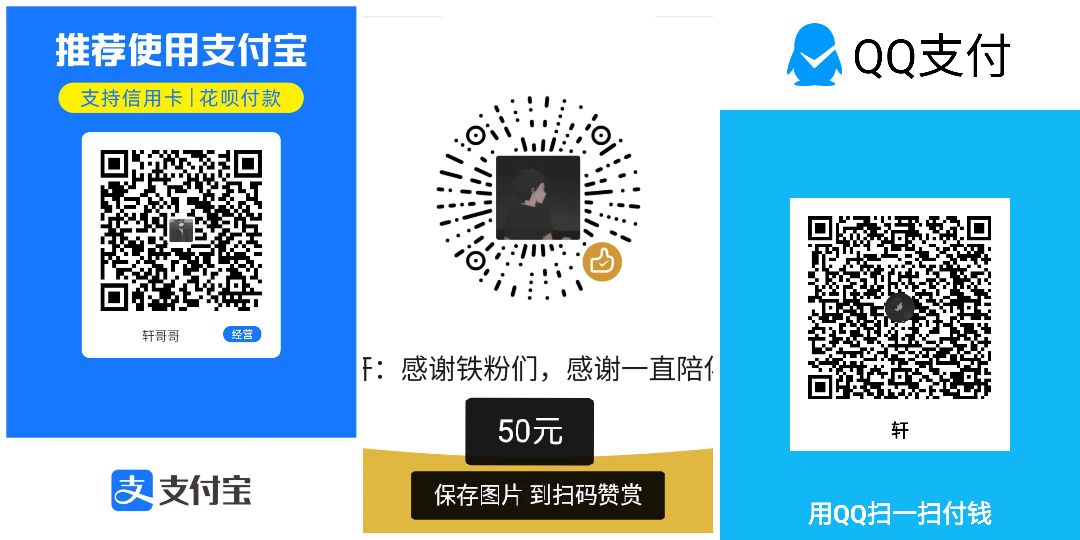 推荐使用支付宝
支持信用卡|花呗付款
轩哥哥
经营
支付宝
：感谢铁粉们，感谢一直陪
50元
保存图片 到扫码赞赏
QQ支付
轩
用QQ扫一扫付钱